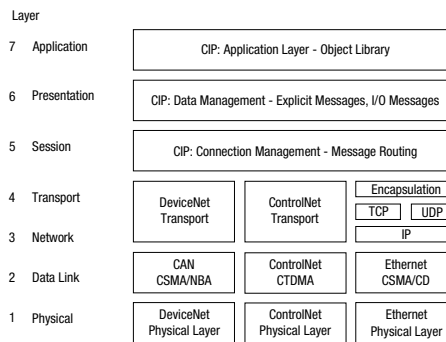 Layer
7 Application
CIP: Application Layer - Object Library
6 Presentation
CIP: Data Management - Explicit Messages, I/O Messages
5 Session
CIP: Connection Management - Message Routing
4 Transport
3 Network
DeviceNet
Transport
ControlNet
Transport
Encapsulation
TCP UDP
IP
2 Data Link
CAN
CSMA/NBA
ControlNet
CTDMA
Ethernet
CSMA/CD
1 Physical
DeviceNet
Physical Layer
ControlNet
Physical Layer
Ethernet
Physical Layer